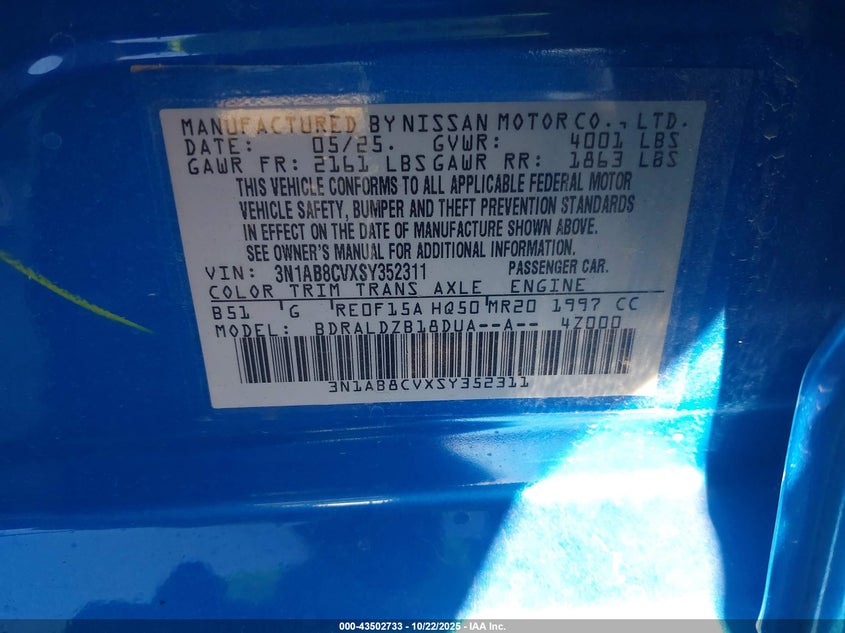 MANUFACTURED BY NISSAN MOTOR CO., LTD.
DATE: 05/25. GVWR: 4001 LBS
GAWR FR: 2161 LBS GAWR RR: 1863 LBS
THIS VEHICLE CONFORMS TO ALL APPLICABLE FEDERAL MOTOR
VEHICLE SAFETY, BUMPER AND THEFT PREVENTION STANDARDS
IN EFFECT ON THE DATE OF MANUFACTURE SHOWN ABOVE.
SEE OWNER'S MANUAL FOR ADDITIONAL INFORMATION.
VIN: 3N1AB8CVXSY352311 PASSENGER CAR.
COLOR TRIM TRANS AXLE ENGINE
B51 G RE0F15A HQ50 MR20 1997 CC
MODEL: BDRALDZB18DUA--A-- 4Z000
3N1AB8CVXSY352311
000-43502733 - 10/22/2025 - IAA Inc.